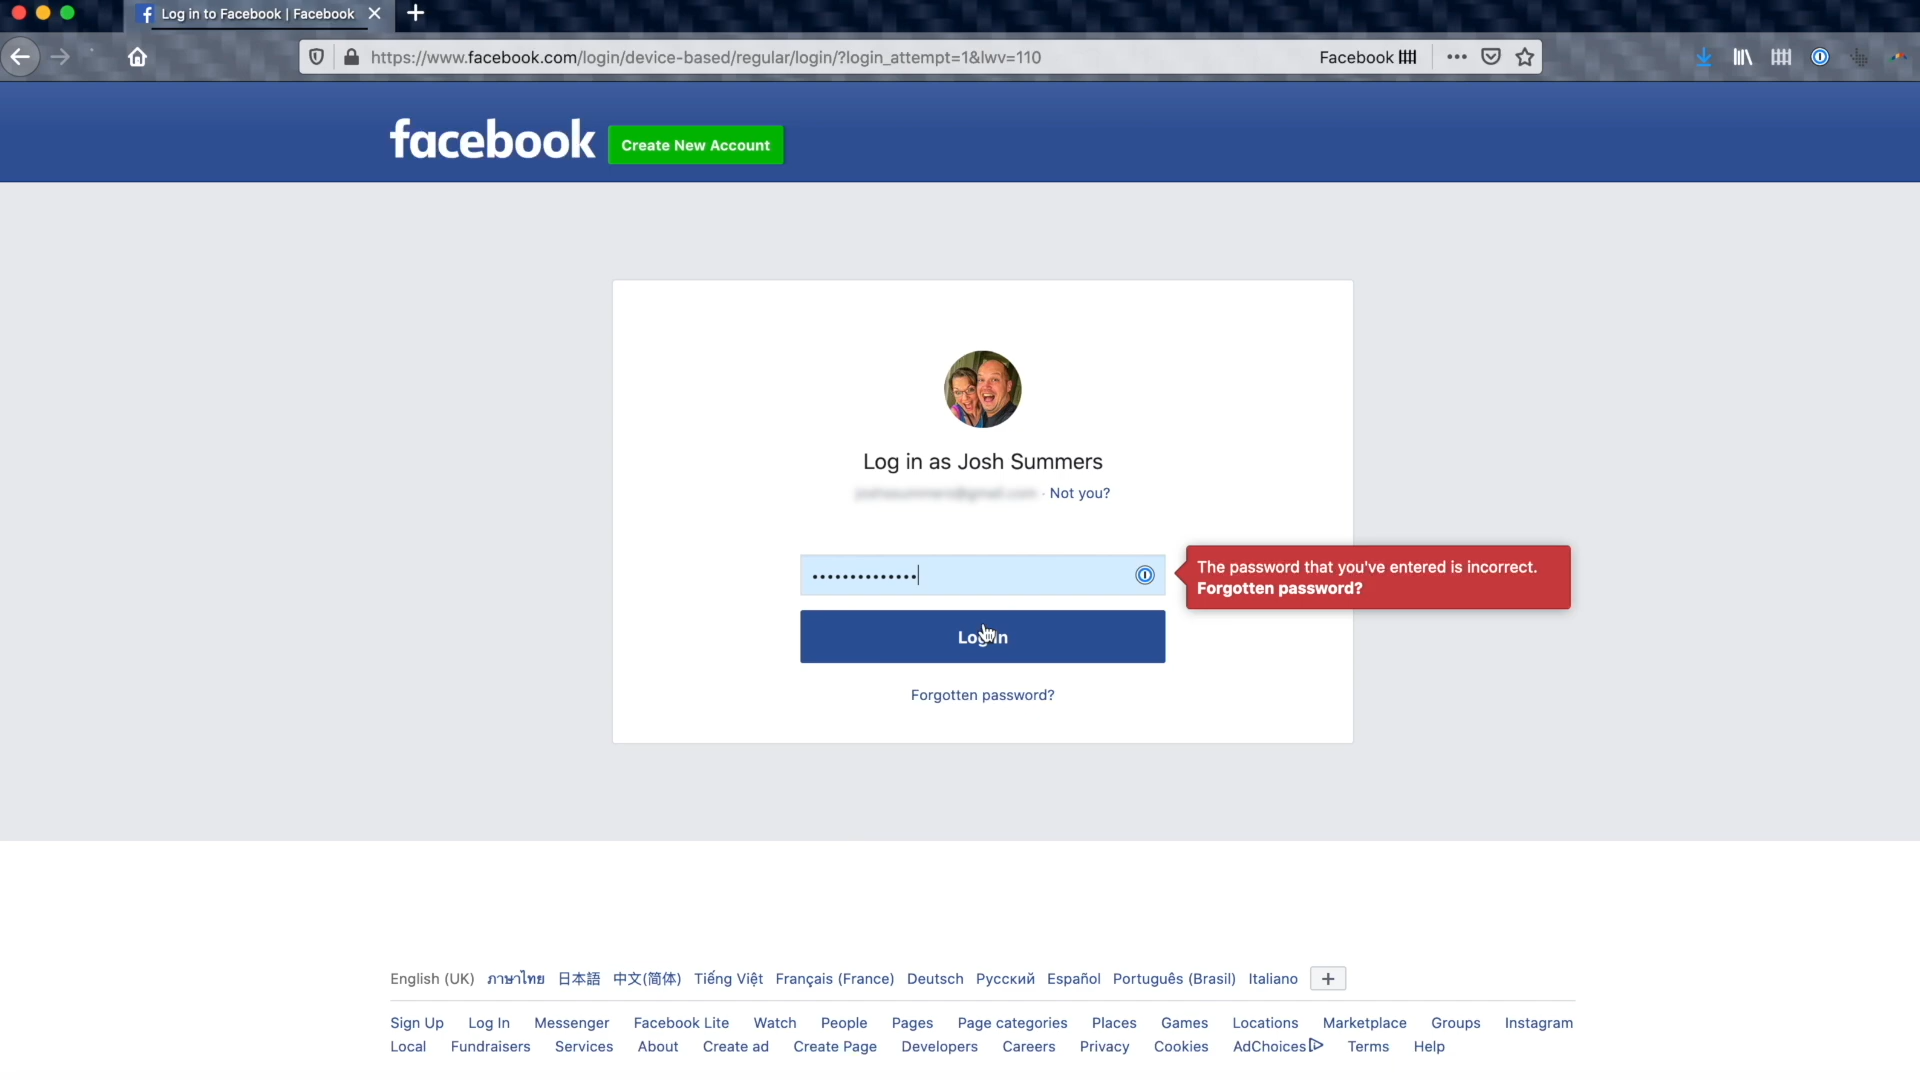 Log in to Facebook | Facebook
https://www.facebook.com/login/device-based/regular/login/?login_attempt=1&lwv=110
Facebook
facebook
Create New Account
Log in as Josh Summers
· Not you?
••••••••••••••
The password that you've entered is incorrect.
Forgotten password?
Log In
Forgotten password?
English (UK) ภาษาไทย 日本語 中文(简体) Tiếng Việt Français (France) Deutsch Русский Español Português (Brasil) Italiano +
Sign Up Log In Messenger Facebook Lite Watch People Pages Page categories Places Games Locations Marketplace Groups Instagram
Local Fundraisers Services About Create ad Create Page Developers Careers Privacy Cookies AdChoices Terms Help